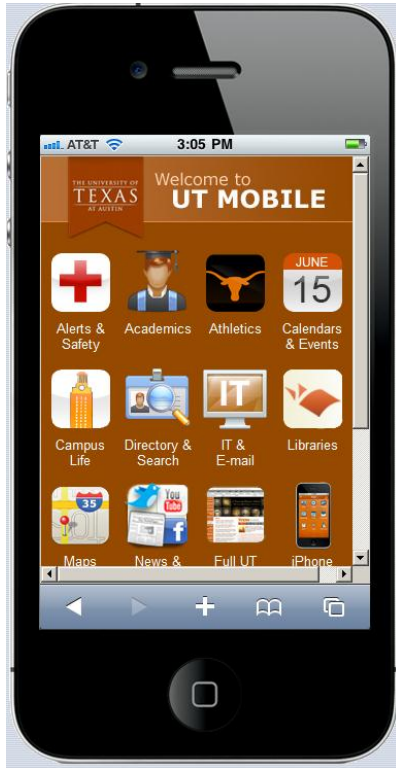 AT&T
3:05 PM
THE UNIVERSITY OF
TEXAS
AT AUSTIN
Welcome to
UT MOBILE
JUNE
15
Alerts &
Safety
Academics
Athletics
Calendars
& Events
IT
Campus
Life
Directory &
Search
IT &
E-mail
Libraries
35
You
Tube
f
Maps
News &
Full UT
iPhone